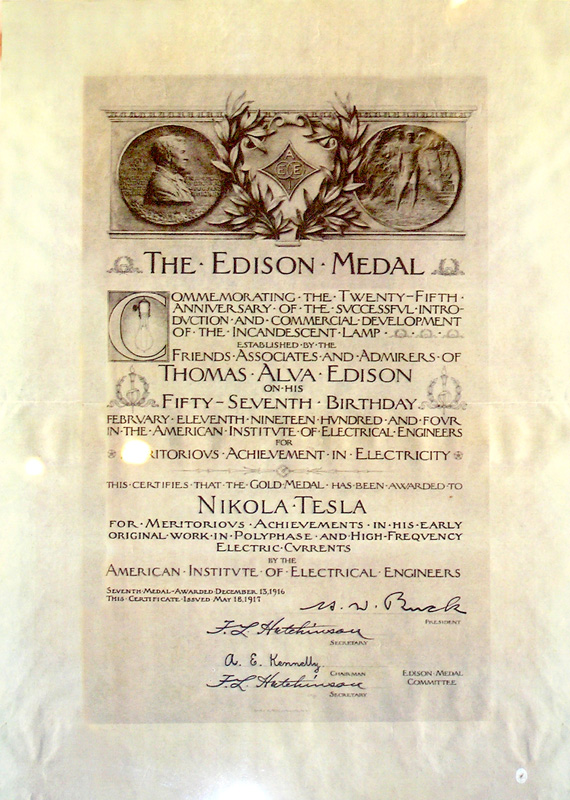 THE·EDISON·MEDAL
COMMEMORATING·THE·TWENTY-FIFTH·
ANNIVERSARY·OF·THE·SVCCESSFVL·INTRO-
DVCTION·AND·COMMERCIAL·DEVELOPMENT
OF·THE·INCANDESCENT·LAMP·
ESTABLISHED·BY·THE
FRIENDS·ASSOCIATES·AND·ADMIRERS·OF
THOMAS·ALVA·EDISON
ON·HIS
FIFTY-SEVENTH·BIRTHDAY
FEBRVARY·ELEVENTH·NINETEEN·HVNDRED·AND·FOVR
IN·THE·AMERICAN·INSTITVTE·OF·ELECTRICAL·ENGINEERS
FOR
RITORIOVS·ACHIEVEMENT·IN·ELECTRICITY
THIS·CERTIFIES·THAT·THE·GOLD·MEDAL·HAS·BEEN·AWARDED·TO
NIKOLA·TESLA
FOR·MERITORIOVS·ACHIEVEMENTS·IN·HIS·EARLY
ORIGINAL·WORK·IN·POLYPHASE·AND·HIGH-FREQVENCY
ELECTRIC·CVRRENTS
BY·THE
AMERICAN·INSTITVTE·OF·ELECTRICAL·ENGINEERS
SEVENTH·MEDAL·AWARDED·DECEMBER·13,1916
THIS·CERTIFICATE·ISSUED·MAY·18,1917
H. W. Buck
PRESIDENT
F. L. Hutchinson
SECRETARY
A. E. Kennelly.
CHAIRMAN
EDISON·MEDAL
COMMITTEE
F. L. Hutchinson
SECRETARY